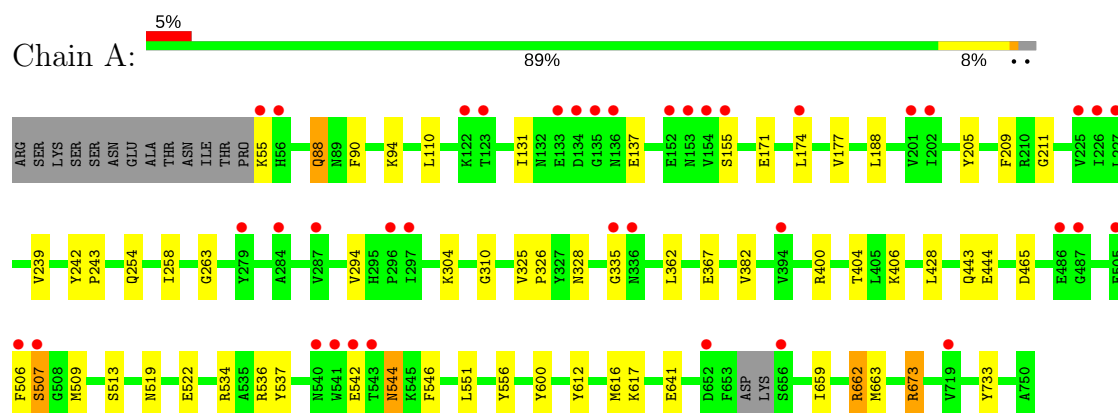 5%
Chain A:
89% 8% • •
ARG SER LYS SER SER ASN GLU ALA THR ASN ILE THR PRO K55 H56 Q88 N89 F90 K94 L110 K122 T123 I131 N132 E133 D134 G135 N136 E137 E152 N153 V154 S155 E171 L174 V177 L188 V201 I202 Y205 F209 R210 G211 V225 I226 L227
V239 Y242 P243 Q254 I258 G263 Y279 A284 V287 V294 H295 P296 I297 K304 G310 V325 P326 Y327 N328 G335 N336 L362 E367 V382 V394 R400 T404 L405 K406 L428 Q443 E444 D465 E486 G487 E505
F506 S507 G508 M509 S513 N519 E522 R534 A535 R536 Y537 N540 W541 E542 T543 N544 K545 F546 L551 Y556 Y600 Y612 M616 K617 E641 D652 F653 ASP LYS S656 I659 R662 M663 R673 V719 Y733 A750